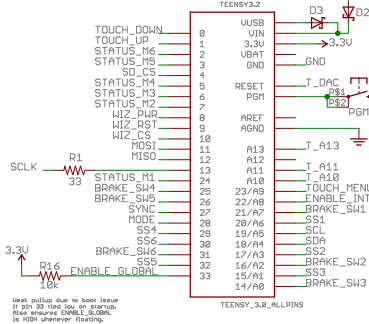 TEENSY3.2
D3
D2
TOUCH_DOWN 0
TOUCH_UP 1
STATUS_M6 2
STATUS_M5 3
SD_CS 4
STATUS_M4 5
STATUS_M3 6
STATUS_M2 7
WIZ_PWR 8
WIZ_RST 9
WIZ_CS 10
MOSI 11
MISO 12
SCLK R1 33 13
STATUS_M1 24
BRAKE_SW4 25
BRAKE_SW5 26
SYNC 27
MODE 28
SS4 29
SS6 30
BRAKE_SW6 31
SS5 32
ENABLE_GLOBAL 33
3.3V
R16
10k
VUSB
VIN
3.3V 3.3V
VBAT
GND GND
RESET T_DAC
PGM P$1
P$2
PGM
AREF
AGND
A13 T_A13
A12
A11 T_A11
A10 T_A10
23/A9 TOUCH_MENU
22/A8 ENABLE_INT
21/A7 BRAKE_SW1
20/A6 SS1
19/A5 SCL
18/A4 SDA
17/A3 SS2
16/A2 BRAKE_SW2
15/A1 SS3
14/A0 BRAKE_SW3
TEENSY_3.0_ALLPINS
Weak pullup due to boot issue
if pin 33 tied low on startup.
Also ensures ENABLE_GLOBAL
is HIGH whenever floating.